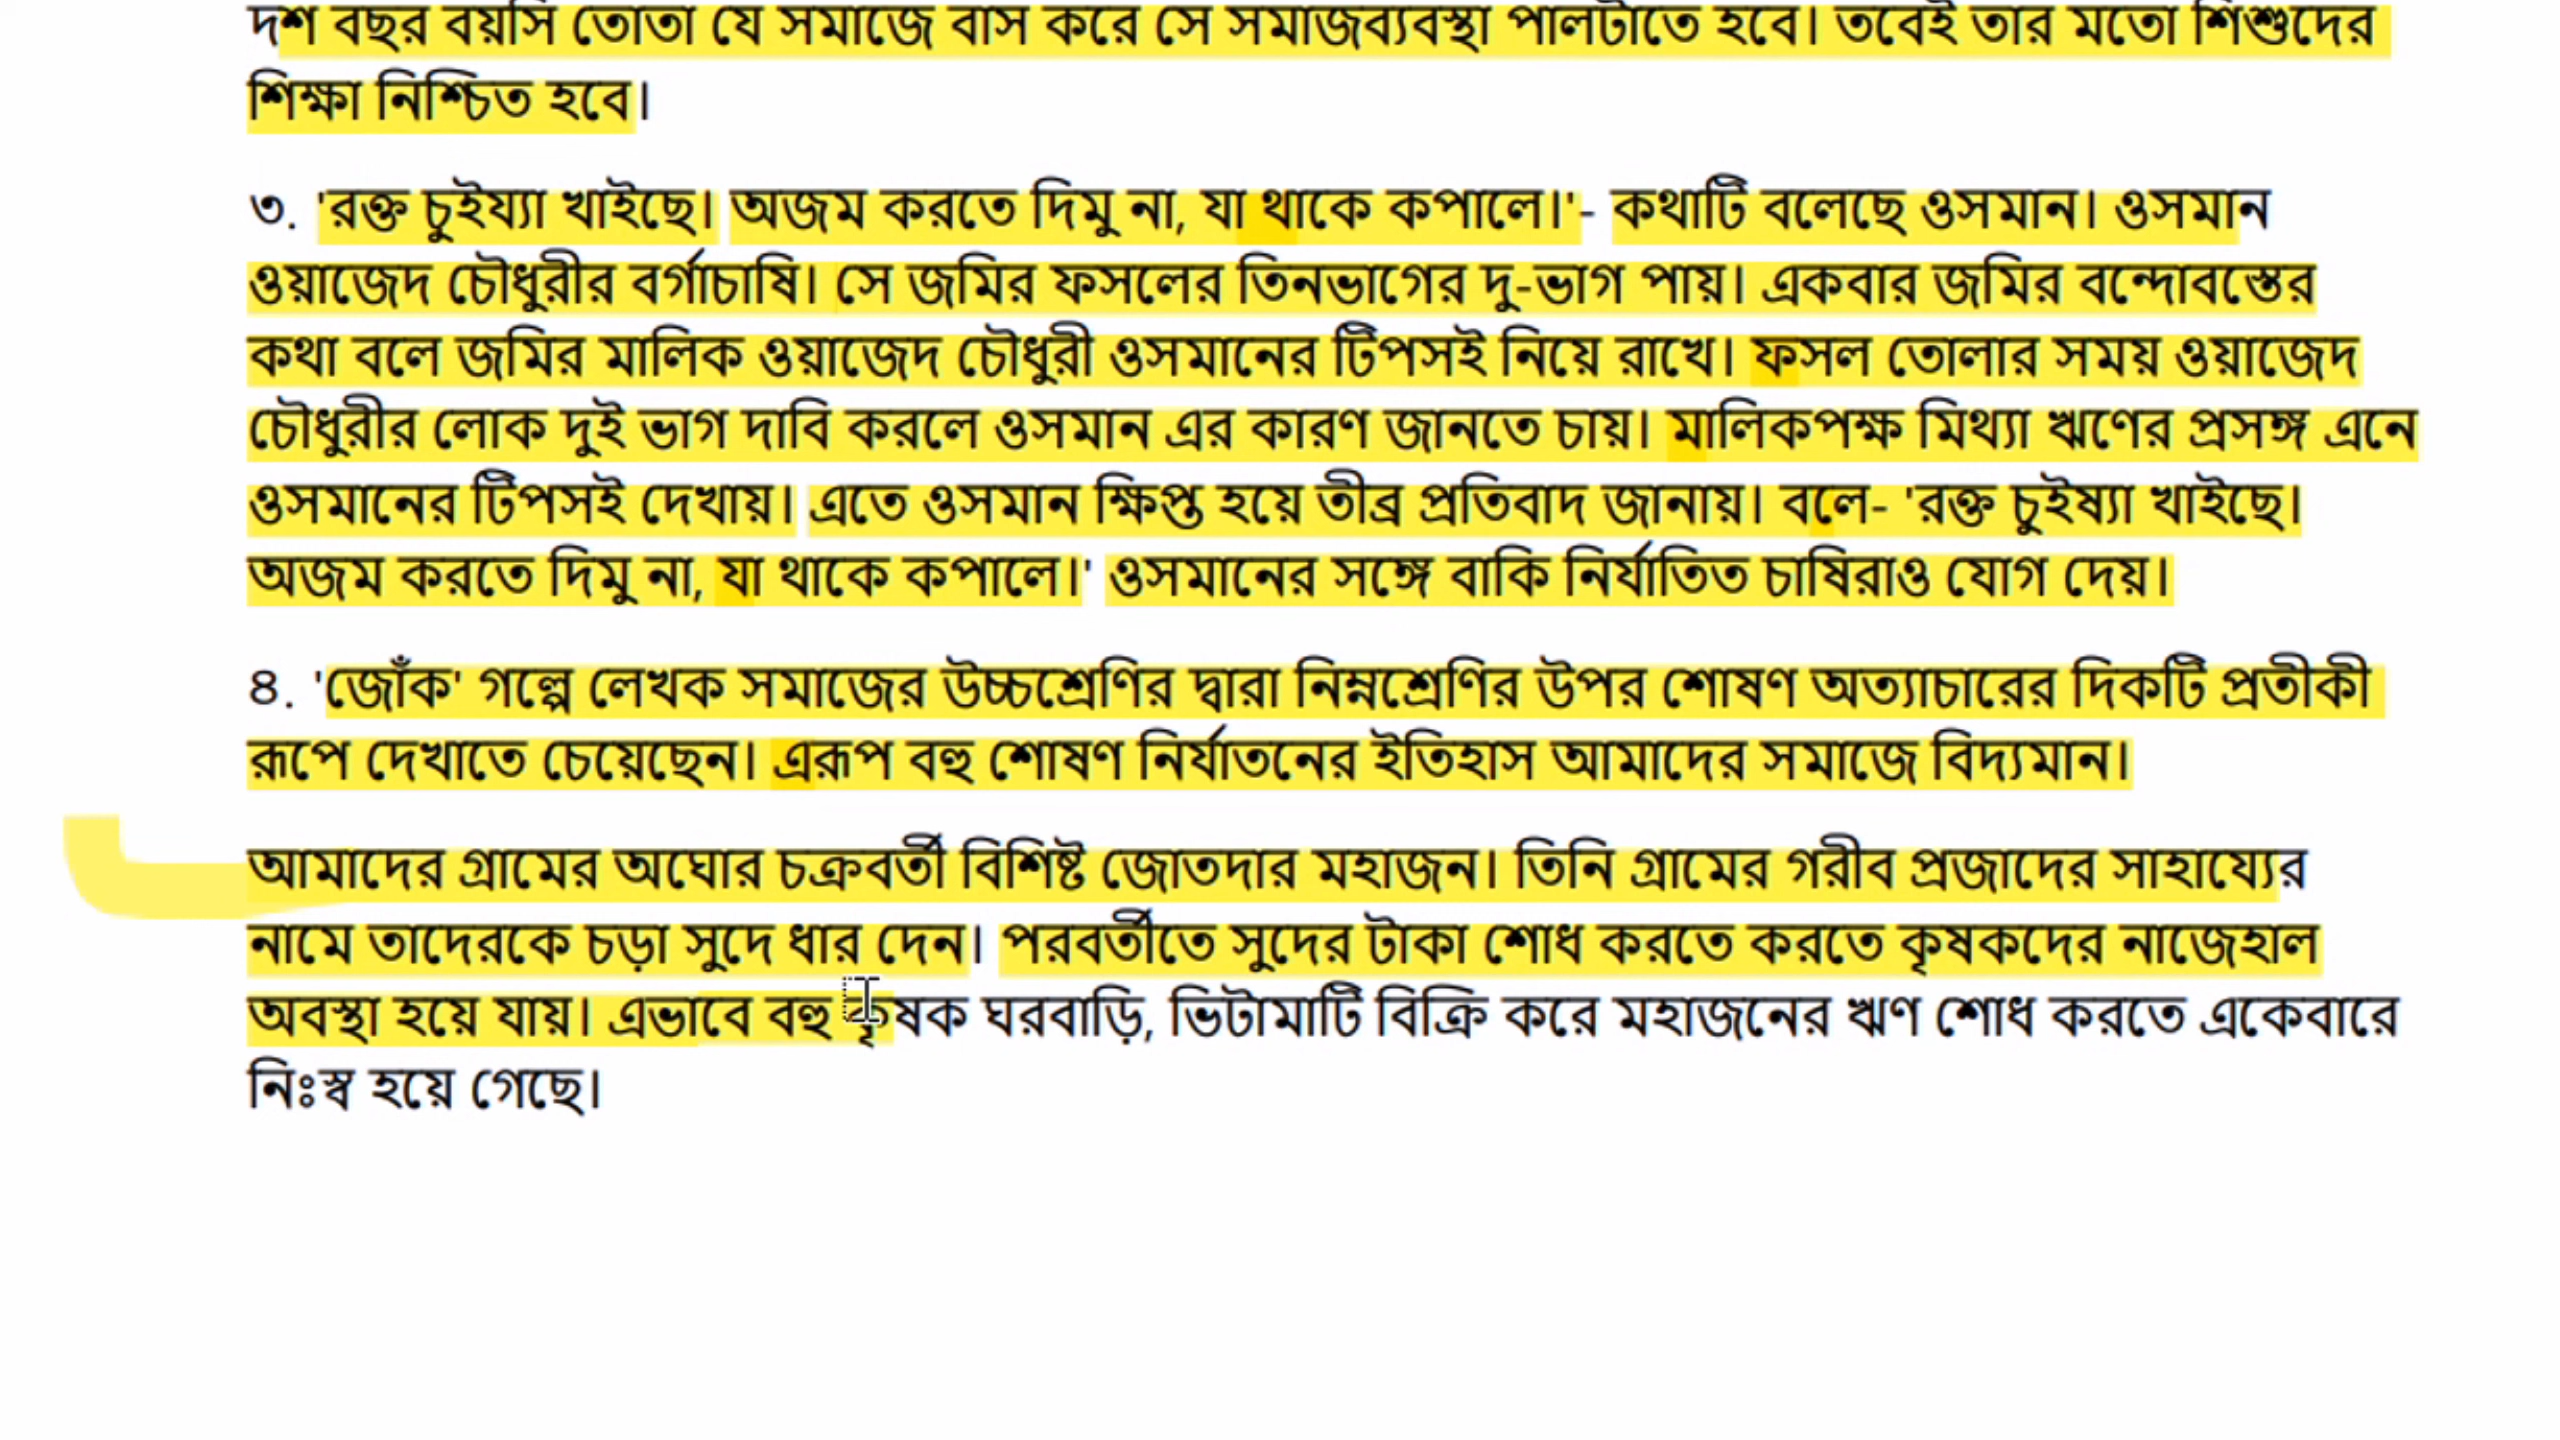 দশ বছর বয়সি তোতা যে সমাজে বাস করে সে সমাজব্যবস্থা পালটাতে হবে। তবেই তার মতো শিশুদের
শিক্ষা নিশ্চিত হবে।
৩. 'রক্ত চুইয্যা খাইছে। অজম করতে দিমু না, যা থাকে কপালে।'- কথাটি বলেছে ওসমান। ওসমান
ওয়াজেদ চৌধুরীর বর্গাচাষি। সে জমির ফসলের তিনভাগের দু-ভাগ পায়। একবার জমির বন্দোবস্তের
কথা বলে জমির মালিক ওয়াজেদ চৌধুরী ওসমানের টিপসই নিয়ে রাখে। ফসল তোলার সময় ওয়াজেদ
চৌধুরীর লোক দুই ভাগ দাবি করলে ওসমান এর কারণ জানতে চায়। মালিকপক্ষ মিথ্যা ঋণের প্রসঙ্গ এনে
ওসমানের টিপসই দেখায়। এতে ওসমান ক্ষিপ্ত হয়ে তীব্র প্রতিবাদ জানায়। বলে- 'রক্ত চুইষ্যা খাইছে।
অজম করতে দিমু না, যা থাকে কপালে।' ওসমানের সঙ্গে বাকি নির্যাতিত চাষিরাও যোগ দেয়।
৪. 'জোঁক' গল্পে লেখক সমাজের উচ্চশ্রেণির দ্বারা নিম্নশ্রেণির উপর শোষণ অত্যাচারের দিকটি প্রতীকী
রূপে দেখাতে চেয়েছেন। এরূপ বহু শোষণ নির্যাতনের ইতিহাস আমাদের সমাজে বিদ্যমান।
আমাদের গ্রামের অঘোর চক্রবর্তী বিশিষ্ট জোতদার মহাজন। তিনি গ্রামের গরীব প্রজাদের সাহায্যের
নামে তাদেরকে চড়া সুদে ধার দেন। পরবর্তীতে সুদের টাকা শোধ করতে করতে কৃষকদের নাজেহাল
অবস্থা হয়ে যায়। এভাবে বহু কৃষক ঘরবাড়ি, ভিটামাটি বিক্রি করে মহাজনের ঋণ শোধ করতে একেবারে
নিঃস্ব হয়ে গেছে।